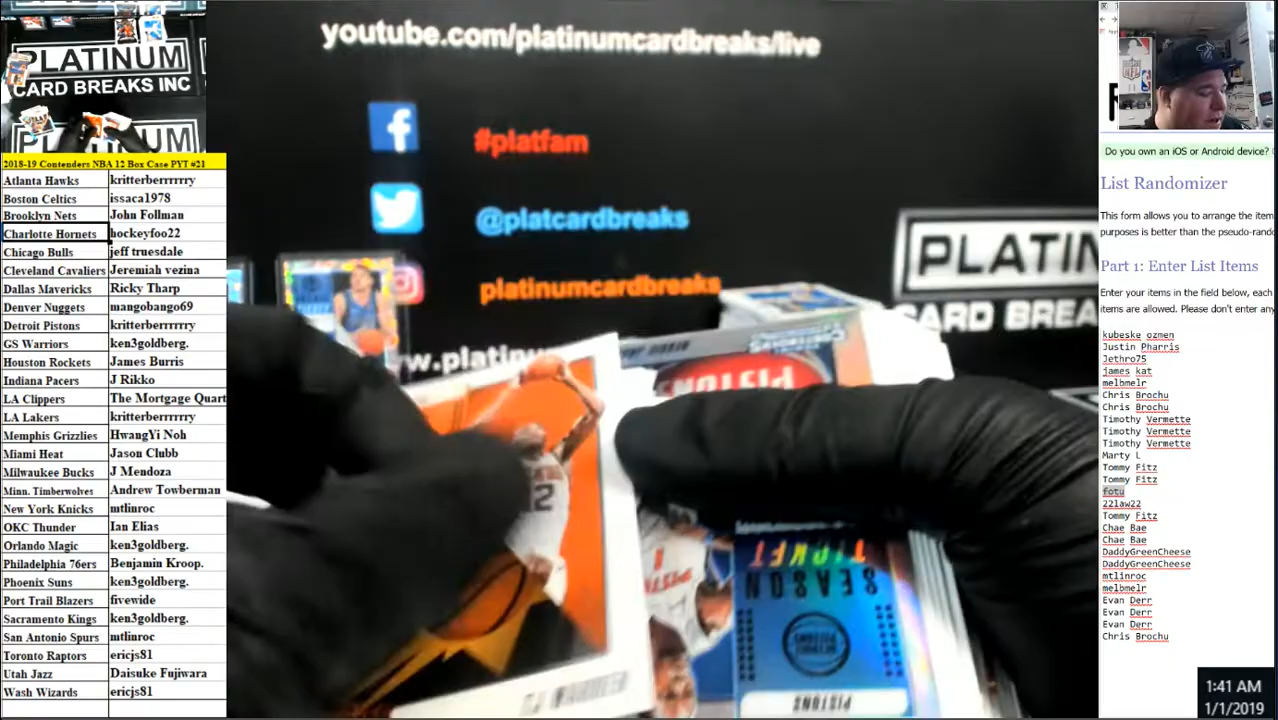 PLATINUM
CARD BREAKS INC
PLATINUM
2018-19 Contenders NBA 12 Box Case PYT #21
Atlanta Hawks kritterberrrrrry
Boston Celtics issaca1978
Brooklyn Nets John Follman
Charlotte Hornets hockeyfoo22
Chicago Bulls jeff truesdale
Cleveland Cavaliers Jeremiah vezina
Dallas Mavericks Ricky Tharp
Denver Nuggets mangobango69
Detroit Pistons kritterberrrrrry
GS Warriors ken3goldberg.
Houston Rockets James Burris
Indiana Pacers J Rikko
LA Clippers The Mortgage Quart
LA Lakers kritterberrrrrry
Memphis Grizzlies HwangYi Noh
Miami Heat Jason Clubb
Milwaukee Bucks J Mendoza
Minn. Timberwolves Andrew Towberman
New York Knicks mtlinroc
OKC Thunder Ian Elias
Orlando Magic ken3goldberg.
Philadelphia 76ers Benjamin Kroop.
Phoenix Suns ken3goldberg.
Port Trail Blazers fivewide
Sacramento Kings ken3goldberg.
San Antonio Spurs mtlinroc
Toronto Raptors ericjs81
Utah Jazz Daisuke Fujiwara
Wash Wizards ericjs81
youtube.com/platinumcardbreaks/live
#platfam
@platcardbreaks
platinumcardbreaks
w.platinu
PLATIN
CARD BREA
PISTONS
SEASON
TICKET
PISTONS
Do you own an iOS or Android device?
List Randomizer
This form allows you to arrange the item
purposes is better than the pseudo-rando
Part 1: Enter List Items
Enter your items in the field below, each
items are allowed. Please don't enter any
kubeske ozmen
Justin Pharris
Jethro75
james kat
melbmelr
Chris Brochu
Chris Brochu
Timothy Vermette
Timothy Vermette
Timothy Vermette
Marty L
Tommy Fitz
Tommy Fitz
fotu
22law22
Tommy Fitz
Chae Bae
Chae Bae
DaddyGreenCheese
DaddyGreenCheese
mtlinroc
melbmelr
Evan Derr
Evan Derr
Evan Derr
Chris Brochu
1:41 AM
1/1/2019